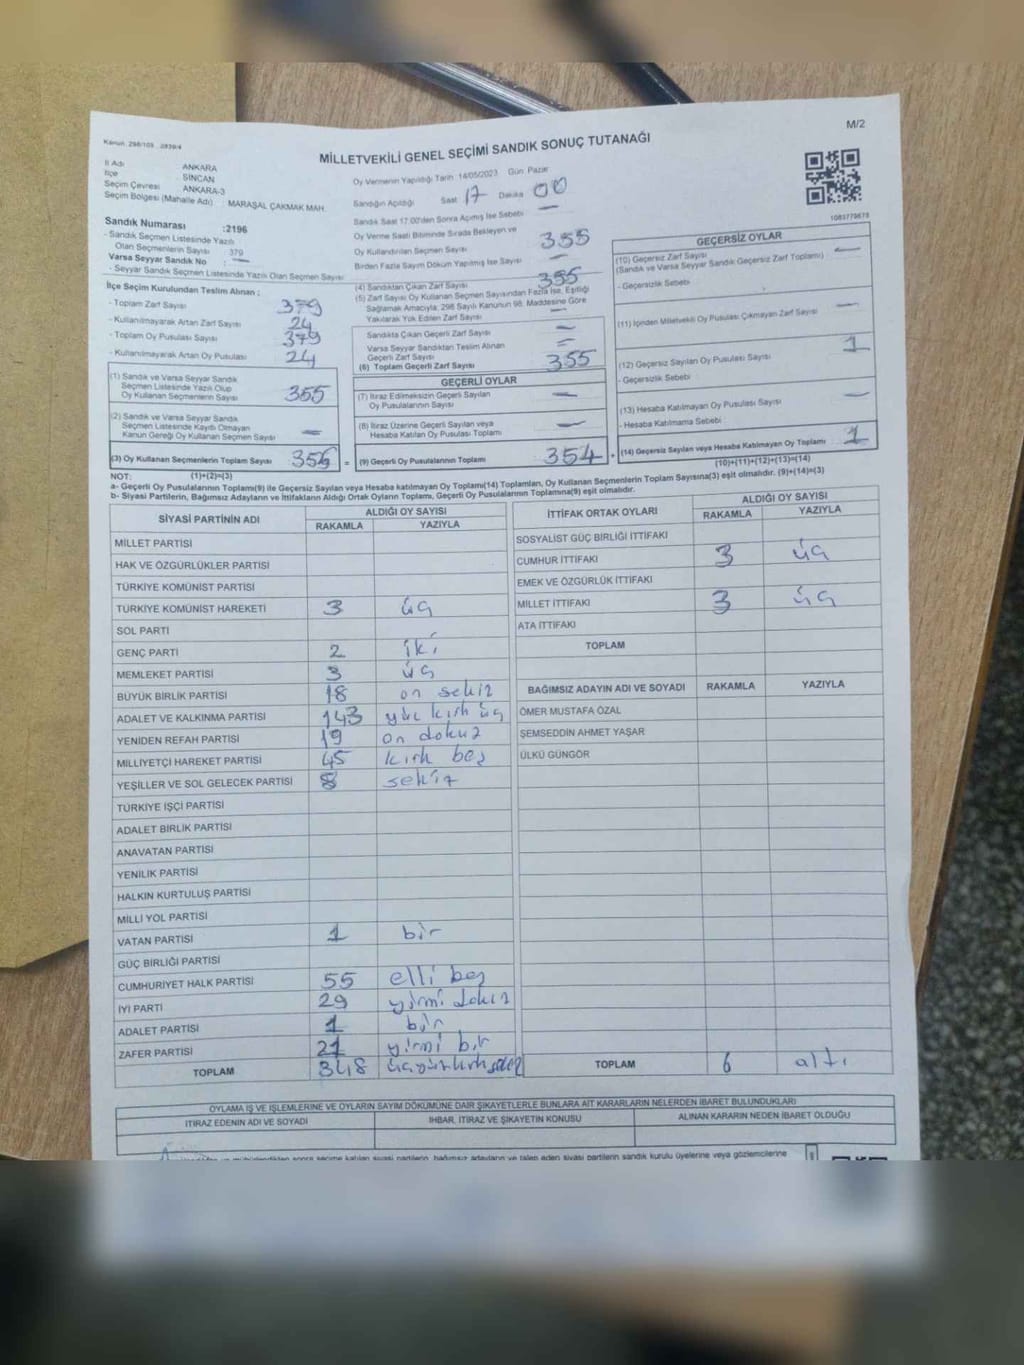 Kanun: 298/105
M/2
MİLLETVEKİLİ GENEL SEÇİMİ SANDIK SONUÇ TUTANAĞI
İl Adı : ANKARA
İlçe : SİNCAN
Seçim Çevresi : ANKARA-3
Seçim Bölgesi (Mahalle Adı) : MARAŞAL ÇAKMAK MAH.
Sandık Numarası :2196
- Sandık Seçmen Listesinde Yazılı
Olan Seçmenlerin Sayısı : 379
Varsa Seyyar Sandık No : —
- Seyyar Sandık Seçmen Listesinde Yazılı Olan Seçmen Sayısı
İlçe Seçim Kurulundan Teslim Alınan ;
- Toplam Zarf Sayısı 379
- Kullanılmayarak Artan Zarf Sayısı 24
- Toplam Oy Pusulası Sayısı 379
- Kullanılmayarak Artan Oy Pusulası 24
(1) Sandık ve Varsa Seyyar Sandık
Seçmen Listesinde Yazılı Olup
Oy Kullanan Seçmenlerin Sayısı 355
(2) Sandık ve Varsa Seyyar Sandık
Seçmen Listesinde Kayıtlı Olmayan
Kanun Gereği Oy Kullanan Seçmen Sayısı —
(3) Oy Kullanan Seçmenlerin Toplam Sayısı 355 =
Oy Vermenin Yapıldığı Tarih 14/05/2023 Gün Pazar
Sandığın Açıldığı Saat 17 Dakika 00
Sandık Saat 17.00'den Sonra Açılmış İse Sebebi —
Oy Verme Saati Bitiminde Sırada Bekleyen ve
Oy Kullandırılan Seçmen Sayısı 355
Birden Fazla Sayım Döküm Yapılmış İse Sayısı —
(4) Sandıktan Çıkan Zarf Sayısı 355
(5) Zarf Sayısı Oy Kullanan Seçmen Sayısından Fazla İse, Eşitliği
Sağlamak Amacıyla; 298 Sayılı Kanunun 98. Maddesine Göre
Yakılarak Yok Edilen Zarf Sayısı —
Sandıkta Çıkan Geçerli Zarf Sayısı —
Varsa Seyyar Sandıktan Teslim Alınan
Geçerli Zarf Sayısı
(6) Toplam Geçerli Zarf Sayısı 355
GEÇERLİ OYLAR
(7) İtiraz Edilmeksizin Geçerli Sayılan
Oy Pusulalarının Sayısı —
(8) İtiraz Üzerine Geçerli Sayılan veya
Hesaba Katılan Oy Pusulası Toplamı —
(9) Geçerli Oy Pusulalarının Toplamı 354 +
1083779678
GEÇERSİZ OYLAR
(10) Geçersiz Zarf Sayısı —
(Sandık ve Varsa Seyyar Sandık Geçersiz Zarf Toplamı)
- Geçersizlik Sebebi
(11) İçinden Milletvekili Oy Pusulası Çıkmayan Zarf Sayısı —
(12) Geçersiz Sayılan Oy Pusulası Sayısı 1
- Geçersizlik Sebebi
(13) Hesaba Katılmayan Oy Pusulası Sayısı —
- Hesaba Katılmama Sebebi
(14) Geçersiz Sayılan veya Hesaba Katılmayan Oy Toplamı 1
(10)+(11)+(12)+(13)=(14)
NOT: (1)+(2)=(3)
a- Geçerli Oy Pusulalarının Toplamı(9) ile Geçersiz Sayılan veya Hesaba katılmayan Oy Toplamı(14) Toplamları, Oy Kullanan Seçmenlerin Toplam Sayısına(3) eşit olmalıdır. (9)+(14)=(3)
b- Siyasi Partilerin, Bağımsız Adayların ve İttifakların Aldığı Ortak Oyların Toplamı, Geçerli Oy Pusulalarının Toplamına(9) eşit olmalıdır.
SİYASİ PARTİNİN ADI ALDIĞI OY SAYISI
RAKAMLA YAZIYLA
MİLLET PARTİSİ
HAK VE ÖZGÜRLÜKLER PARTİSİ
TÜRKİYE KOMÜNİST PARTİSİ
TÜRKİYE KOMÜNİST HAREKETİ 3 üç
SOL PARTİ
GENÇ PARTİ 2 iki
MEMLEKET PARTİSİ 3 üç
BÜYÜK BİRLİK PARTİSİ 18 on sekiz
ADALET VE KALKINMA PARTİSİ 143 yüz kırk üç
YENİDEN REFAH PARTİSİ 19 on dokuz
MİLLİYETÇİ HAREKET PARTİSİ 45 kırk beş
YEŞİLLER VE SOL GELECEK PARTİSİ 8 sekiz
TÜRKİYE İŞÇİ PARTİSİ
ADALET BİRLİK PARTİSİ
ANAVATAN PARTİSİ
YENİLİK PARTİSİ
HALKIN KURTULUŞ PARTİSİ
MİLLİ YOL PARTİSİ
VATAN PARTİSİ 1 bir
GÜÇ BİRLİĞİ PARTİSİ
CUMHURİYET HALK PARTİSİ 55 elli beş
İYİ PARTİ 29 yirmi dokuz
ADALET PARTİSİ 1 bir
ZAFER PARTİSİ 21 yirmi bir
TOPLAM 348 üçyüzkırksekiz
İTTİFAK ORTAK OYLARI ALDIĞI OY SAYISI
RAKAMLA YAZIYLA
SOSYALİST GÜÇ BİRLİĞİ İTTİFAKI
CUMHUR İTTİFAKI 3 üç
EMEK VE ÖZGÜRLÜK İTTİFAKI
MİLLET İTTİFAKI 3 üç
ATA İTTİFAKI
TOPLAM
BAĞIMSIZ ADAYIN ADI VE SOYADI RAKAMLA YAZIYLA
ÖMER MUSTAFA ÖZAL
ŞEMSEDDİN AHMET YAŞAR
ÜLKÜ GÜNGÖR
TOPLAM 6 altı
OYLAMA İŞ VE İŞLEMLERİNE VE OYLARIN SAYIM DÖKÜMÜNE DAİR ŞİKAYETLERLE BUNLARA AİT KARARLARIN NELERDEN İBARET BULUNDUKLARI
İTİRAZ EDENİN ADI VE SOYADI İHBAR, İTİRAZ VE ŞİKAYETİN KONUSU ALINAN KARARIN NEDEN İBARET OLDUĞU
sonra seçime katılan siyasi partilerin, bağımsız adayların ve talep eden siyasi partilerin sandık kurulu üyelerine veya gözlemcilerine